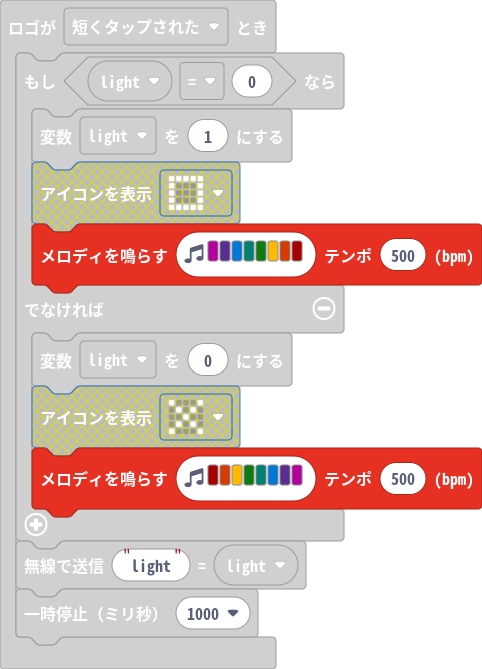 ロゴが 短くタップされた とき
もし light = 0 なら
変数 light を 1 にする
アイコンを表示
メロディを鳴らす テンポ 500 (bpm)
でなければ
変数 light を 0 にする
アイコンを表示
メロディを鳴らす テンポ 500 (bpm)
無線で送信 "light" = light
一時停止（ミリ秒） 1000